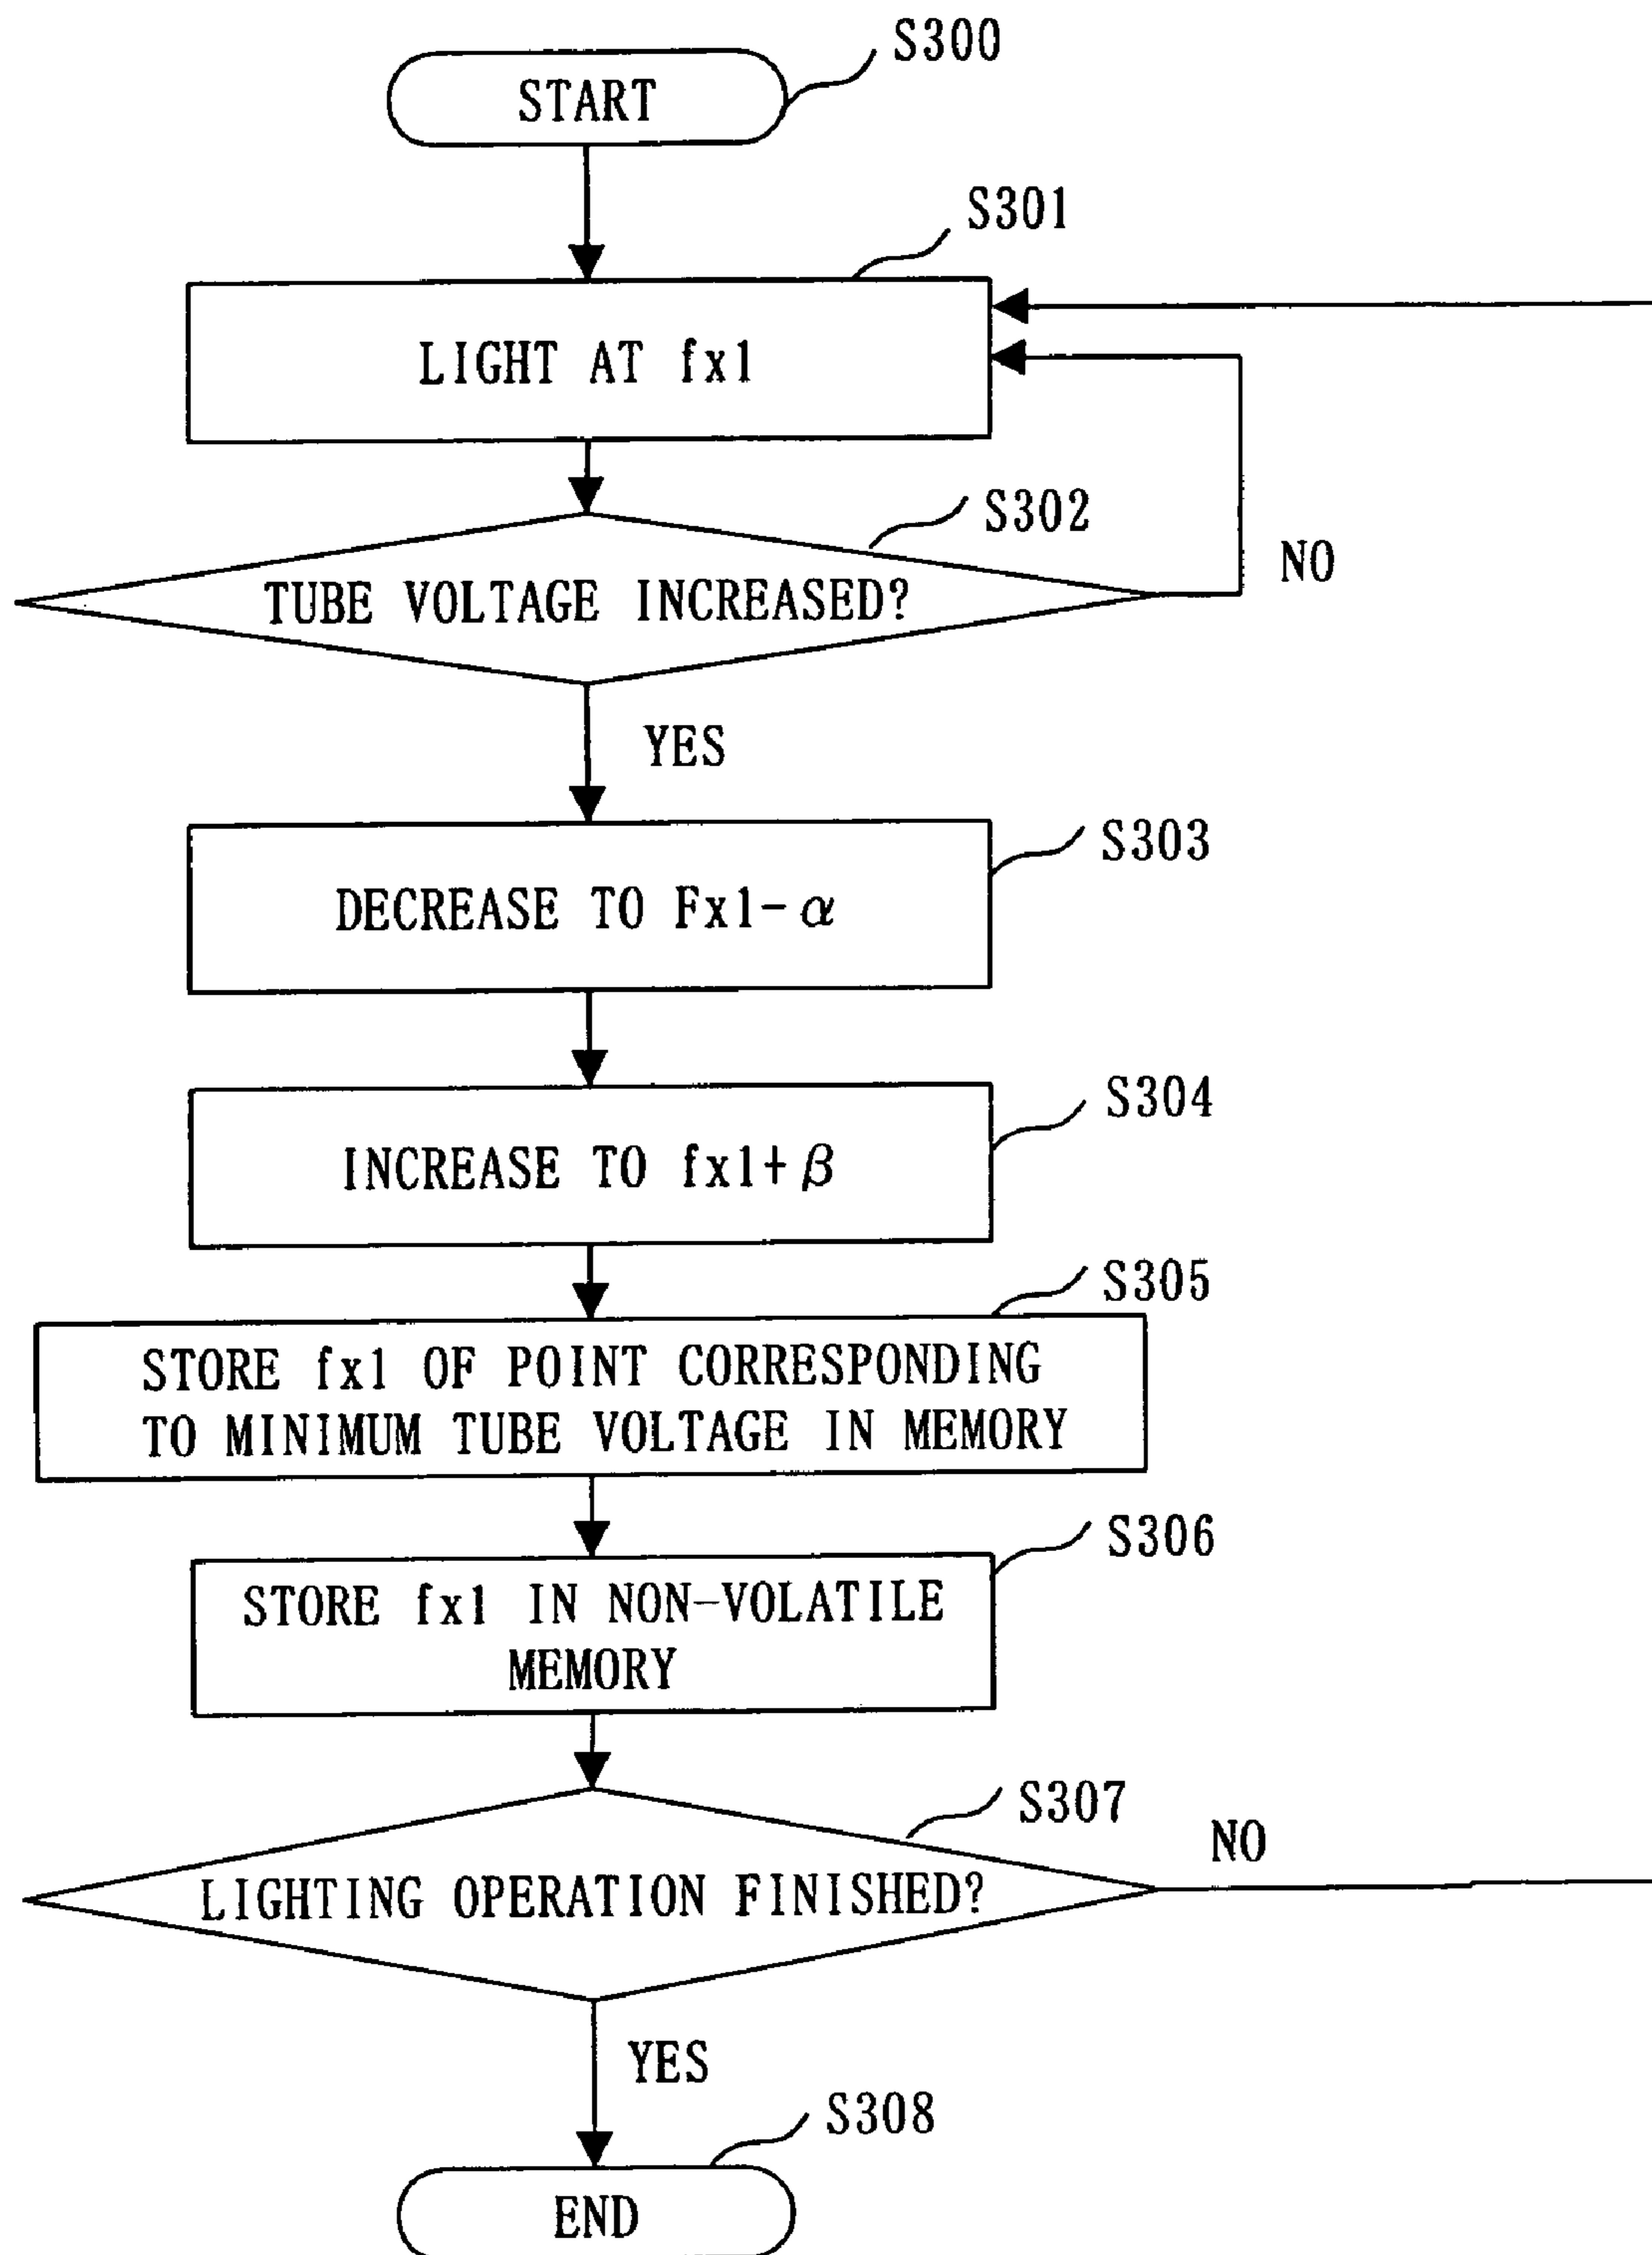 S300
START
S301
LIGHT AT fx1
S302
TUBE VOLTAGE INCREASED?
NO
YES
S303
DECREASE TO Fx1-α
S304
INCREASE TO fx1+β
S305
STORE fx1 OF POINT CORRESPONDING
TO MINIMUM TUBE VOLTAGE IN MEMORY
S306
STORE fx1 IN NON-VOLATILE
MEMORY
S307
NO
LIGHTING OPERATION FINISHED?
YES
S308
END